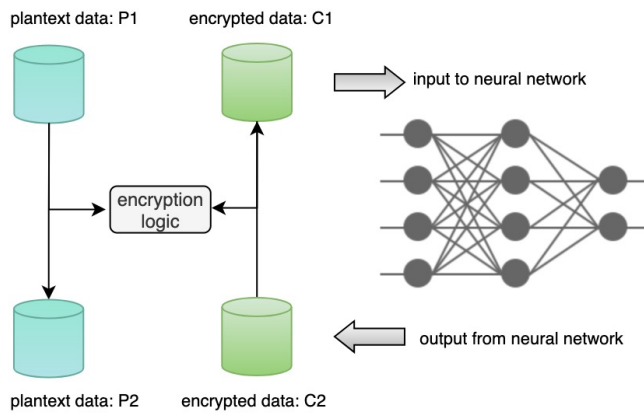 plantext data: P1
encrypted data: C1
input to neural network
encryption
logic
output from neural network
plantext data: P2
encrypted data: C2